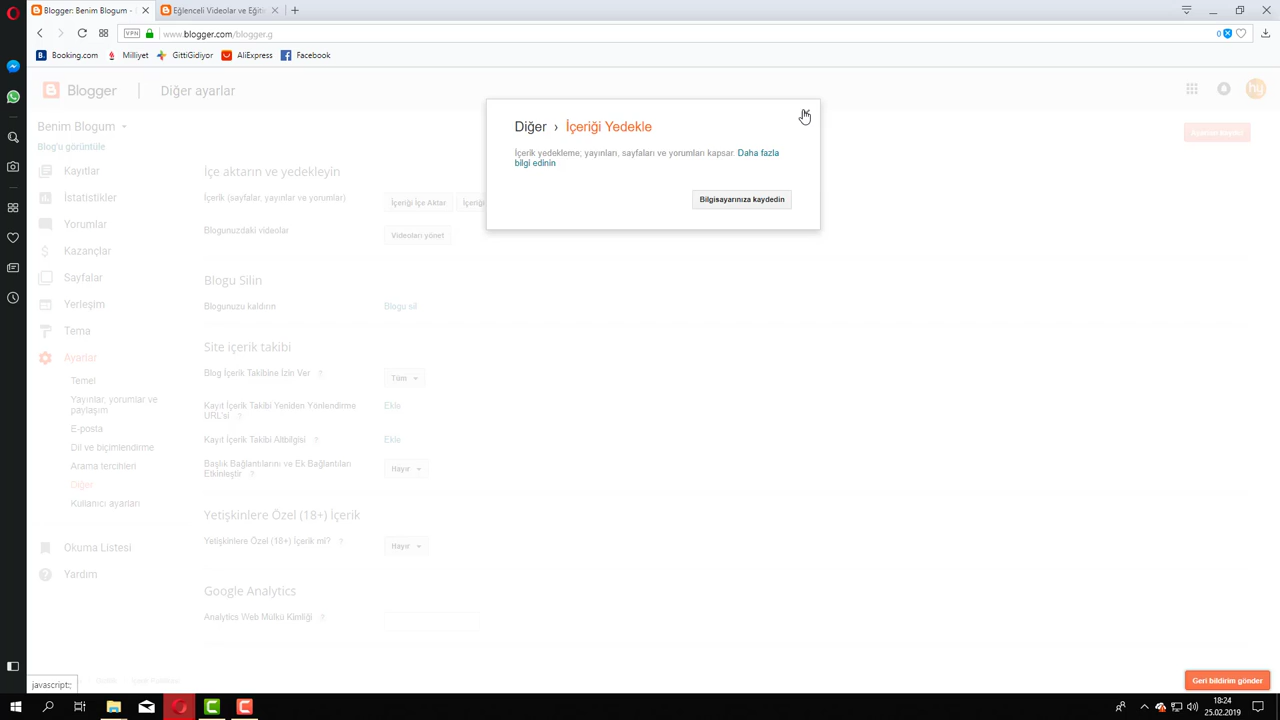 Blogger: Benim Blogum -
Eğlenceli Videolar ve Eğiti
VPN
www.blogger.com/blogger.g
0
Booking.com
Milliyet
GittiGidiyor
AliExpress
Facebook
Blogger
Diğer ayarlar
hy
Benim Blogum
Blog'u görüntüle
Kayıtlar
İstatistikler
Yorumlar
Kazançlar
Sayfalar
Yerleşim
Tema
Ayarlar
Temel
Yayınlar, yorumlar ve
paylaşım
E-posta
Dil ve biçimlendirme
Arama tercihleri
Diğer
Kullanıcı ayarları
Okuma Listesi
Yardım
Diğer › İçeriği Yedekle
İçerik yedekleme; yayınları, sayfaları ve yorumları kapsar. Daha fazla
bilgi edinin
Bilgisayarınıza kaydedin
İçe aktarın ve yedekleyin
İçerik (sayfalar, yayınlar ve yorumlar)
İçeriği İçe Aktar
İçeriği
Blogunuzdaki videolar
Videoları yönet
Blogu Silin
Blogunuzu kaldırın
Blogu sil
Site içerik takibi
Blog İçerik Takibine İzin Ver ?
Tüm
Kayıt İçerik Takibi Yeniden Yönlendirme
URL'si ?
Ekle
Kayıt İçerik Takibi Altbilgisi ?
Ekle
Başlık Bağlantılarını ve Ek Bağlantıları
Etkinleştir ?
Hayır
Yetişkinlere Özel (18+) İçerik
Yetişkinlere Özel (18+) İçerik mi? ?
Hayır
Google Analytics
Analytics Web Mülkü Kimliği ?
javascript:;
Geri bildirim gönder
18:24
25.02.2019